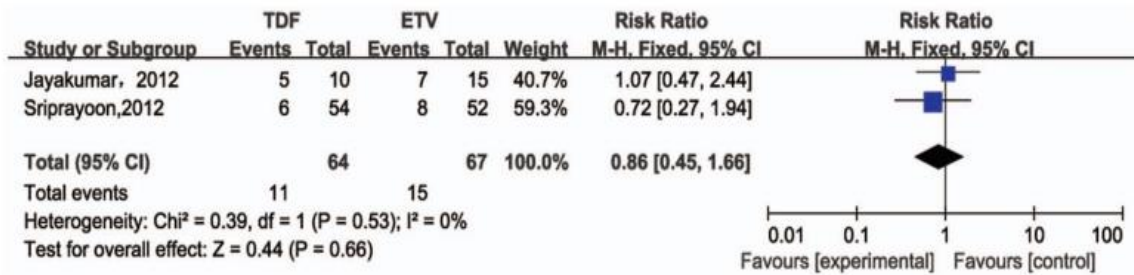 TDF ETV Risk Ratio Risk Ratio
Study or Subgroup Events Total Events Total Weight M-H, Fixed, 95% CI M-H, Fixed, 95% CI
Jayakumar, 2012 5 10 7 15 40.7% 1.07 [0.47, 2.44]
Sriprayoon,2012 6 54 8 52 59.3% 0.72 [0.27, 1.94]
Total (95% CI) 64 67 100.0% 0.86 [0.45, 1.66]
Total events 11 15
Heterogeneity: Chi² = 0.39, df = 1 (P = 0.53); I² = 0%
Test for overall effect: Z = 0.44 (P = 0.66)
0.01 0.1 1 10 100
Favours [experimental] Favours [control]